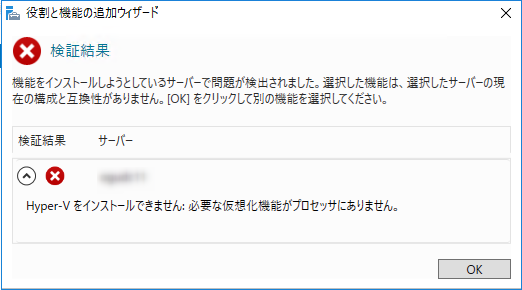 役割と機能の追加ウィザード
検証結果
機能をインストールしようとしているサーバーで問題が検出されました。選択した機能は、選択したサーバーの現
在の構成と互換性がありません。[OK] をクリックして別の機能を選択してください。
検証結果 サーバー
Hyper-V をインストールできません: 必要な仮想化機能がプロセッサにありません。
OK